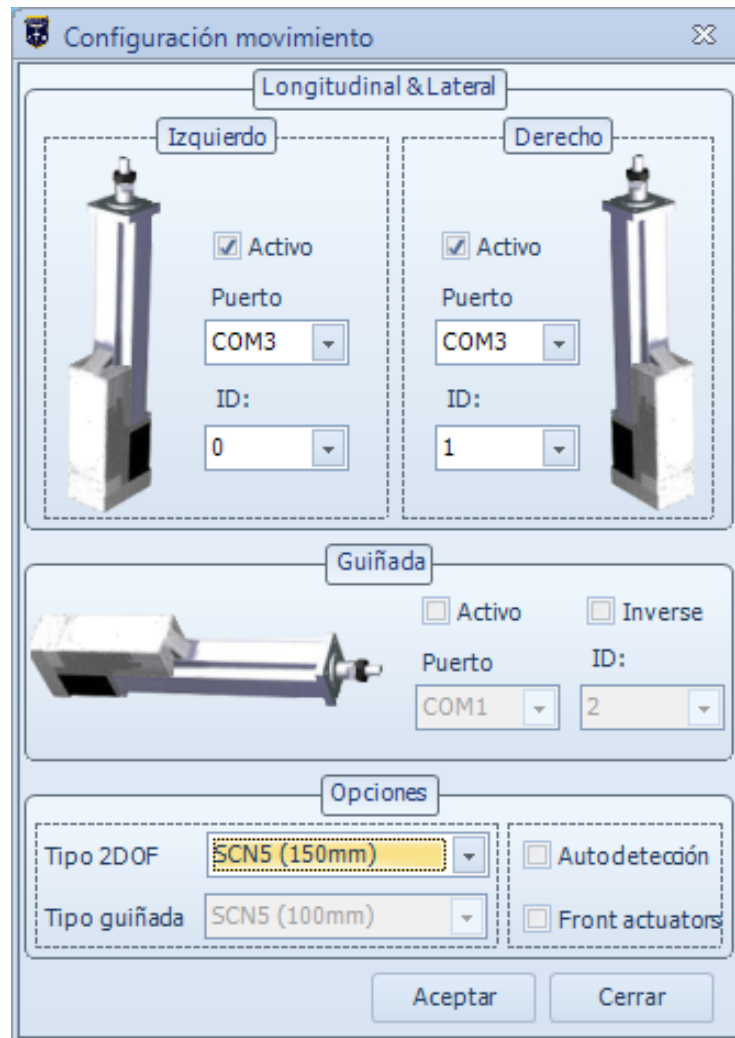 Configuración movimiento
Longitudinal & Lateral
Izquierdo
Activo
Puerto
COM3
ID:
0
Derecho
Activo
Puerto
COM3
ID:
1
Guiñada
Activo
Inverse
Puerto
ID:
COM1
2
Opciones
Tipo 2DOF
SCN5 (150mm)
Tipo guiñada
SCN5 (100mm)
Autodetección
Front actuators
Aceptar
Cerrar